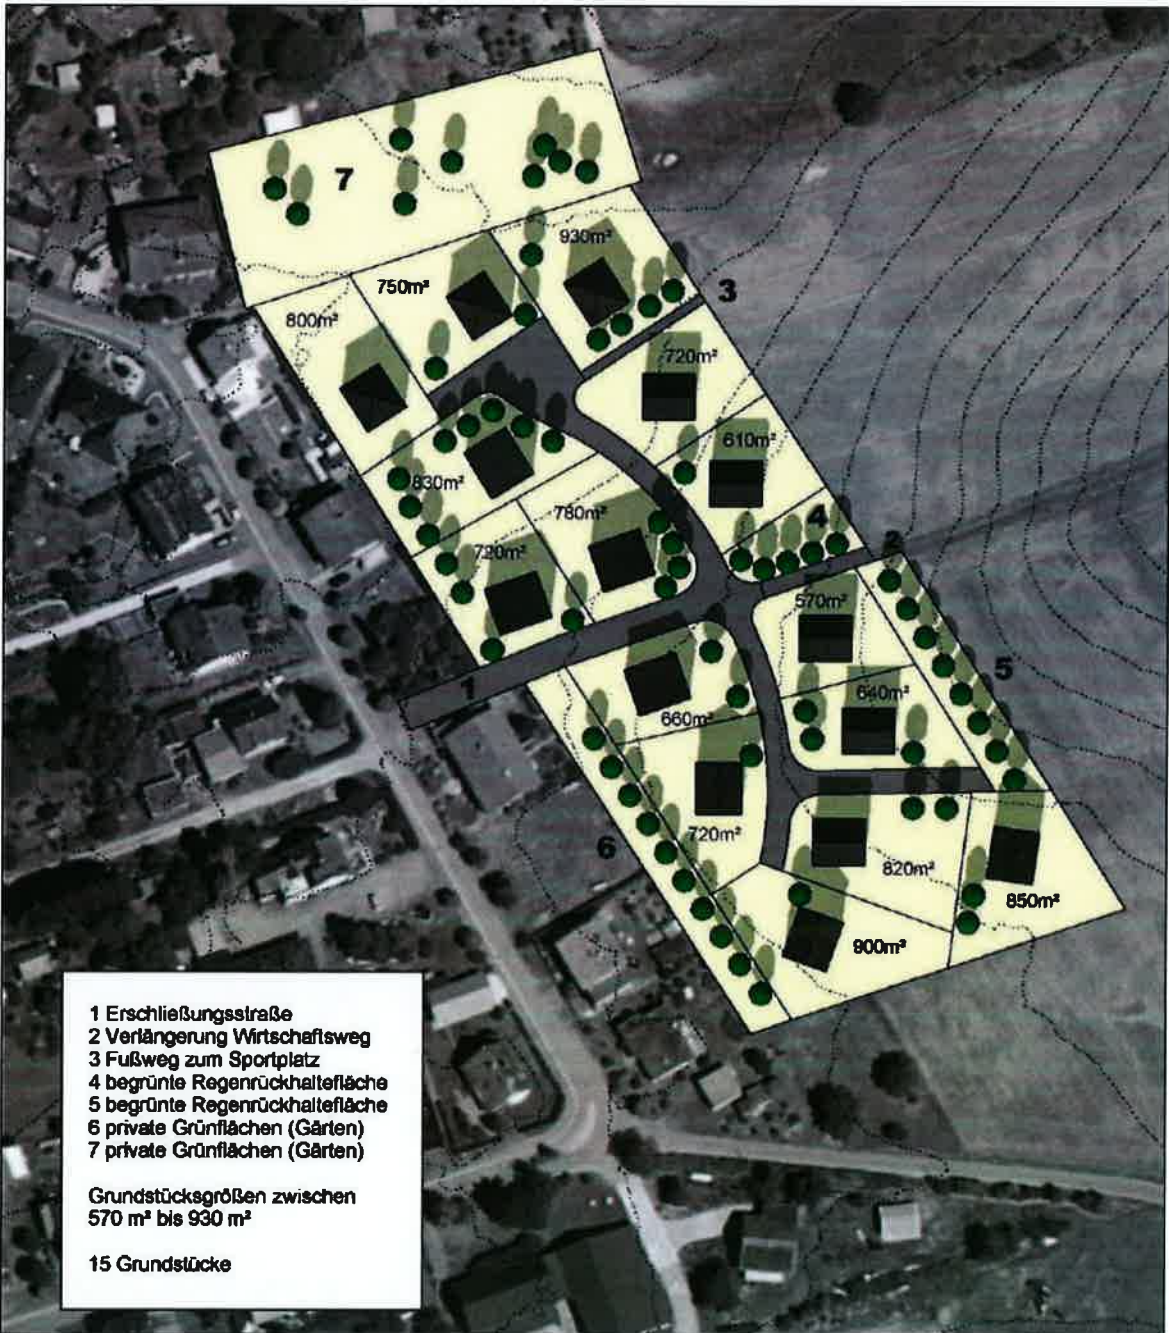 7
930m²
750m²
3
800m²
720m²
610m²
830m²
4
780m²
2
720m²
570m²
5
1
640m²
660m²
720m²
6
820m²
850m²
900m²
1 Erschließungsstraße
2 Verlängerung Wirtschaftsweg
3 Fußweg zum Sportplatz
4 begrünte Regenrückhaltefläche
5 begrünte Regenrückhaltefläche
6 private Grünflächen (Gärten)
7 private Grünflächen (Gärten)
Grundstücksgrößen zwischen
570 m² bis 930 m²
15 Grundstücke